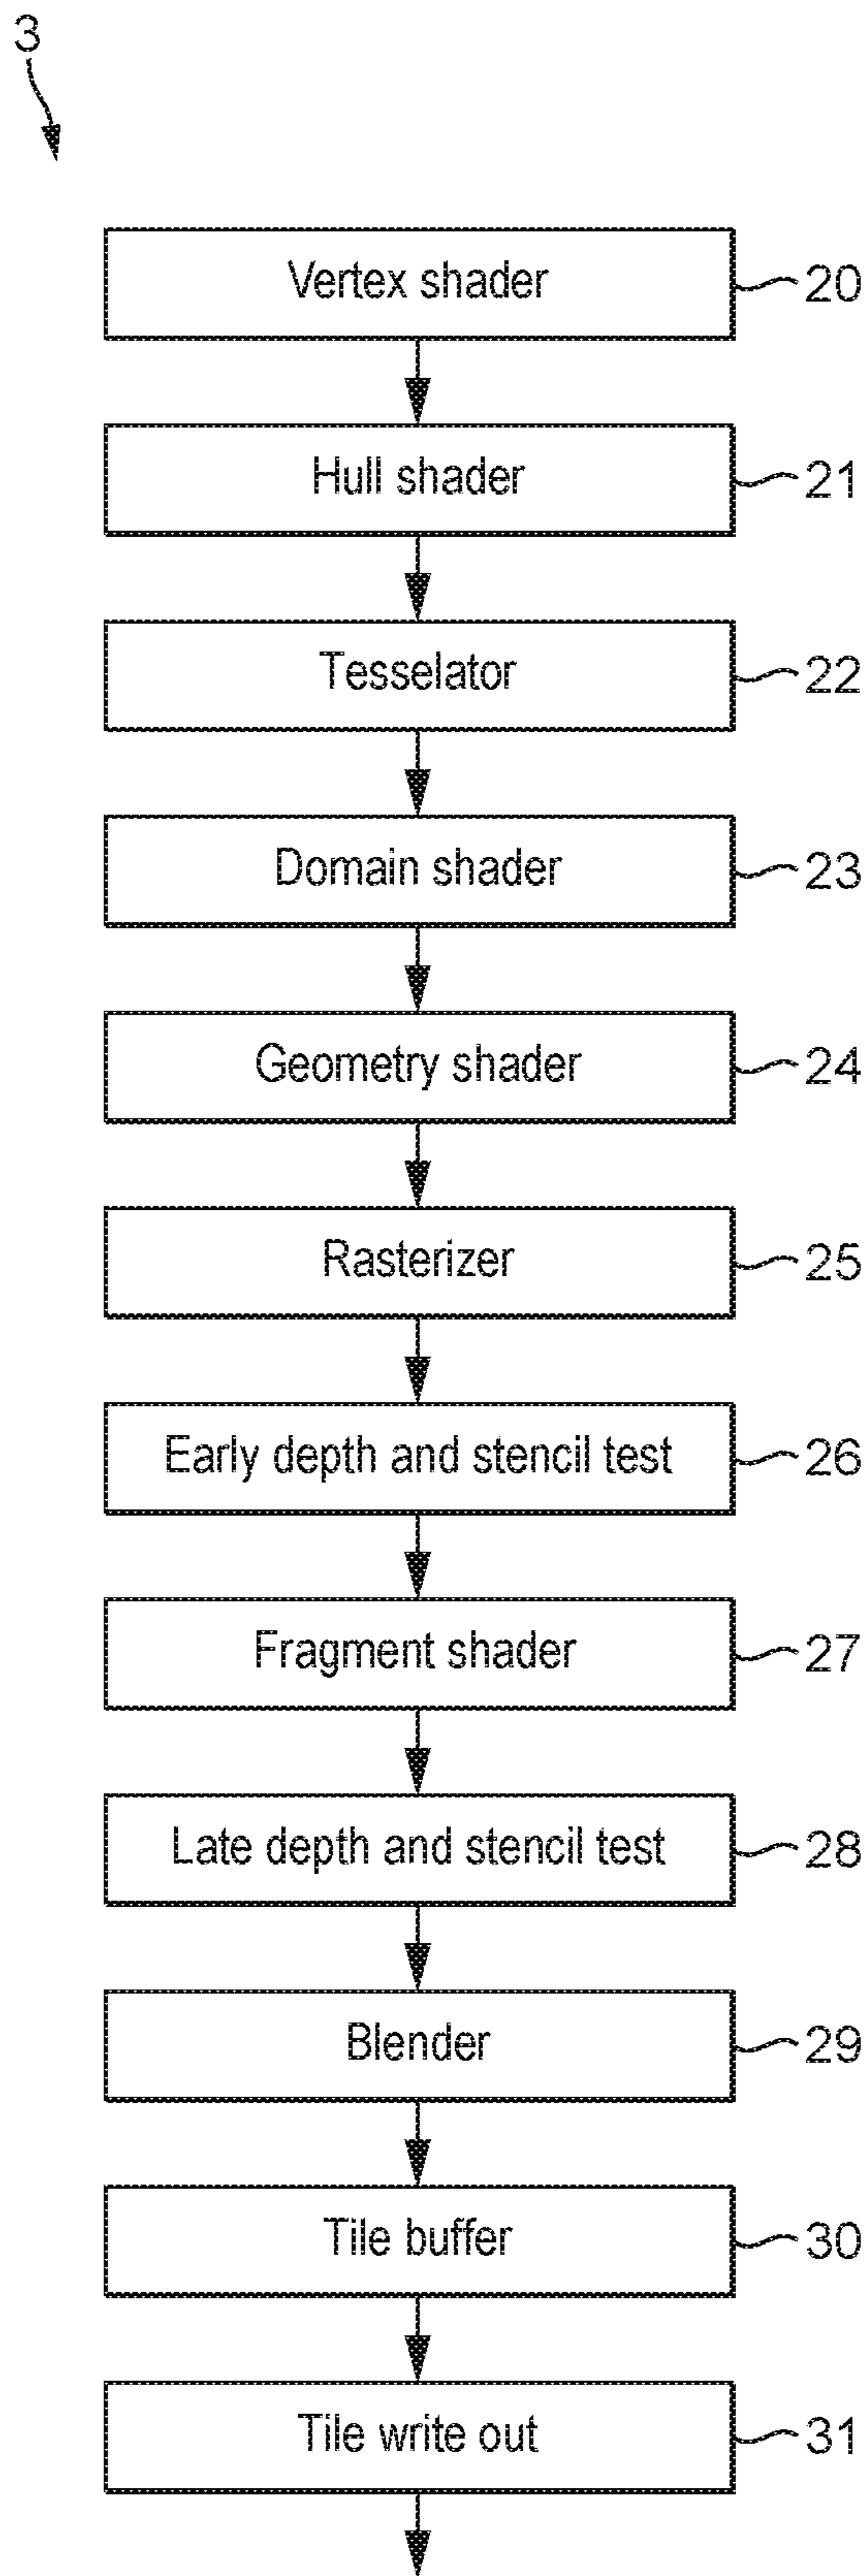 3
Vertex shader 20
Hull shader 21
Tesselator 22
Domain shader 23
Geometry shader 24
Rasterizer 25
Early depth and stencil test 26
Fragment shader 27
Late depth and stencil test 28
Blender 29
Tile buffer 30
Tile write out 31